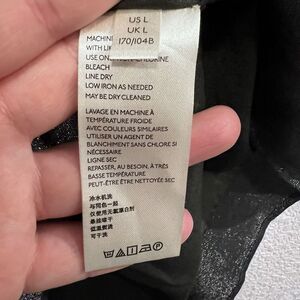 US L
UK L
170/104B
MACHIN
WITH LI
USE ON CHLORINE
BLEACH
LINE DRY
LOW IRON AS NEEDED
MAY BE DRY CLEANED
LAVAGE EN MACHINE À
TEMPÉRATURE FROIDE
AVEC COULEURS SIMILAIRES
UTILISER UN AGENT DE
BLANCHIMENT SANS CHLORE SI
NÉCESSAIRE
LIGNE SEC
REPASSER, AU BESOIN, À TRÈS
BASSE TEMPÉRATURE
PEUT-ÊTRE ÊTRE NETTOYÉE SEC
冷水机洗
与同色一起
仅使用无氯漂白剂
悬挂晾干
低温熨烫
可干洗